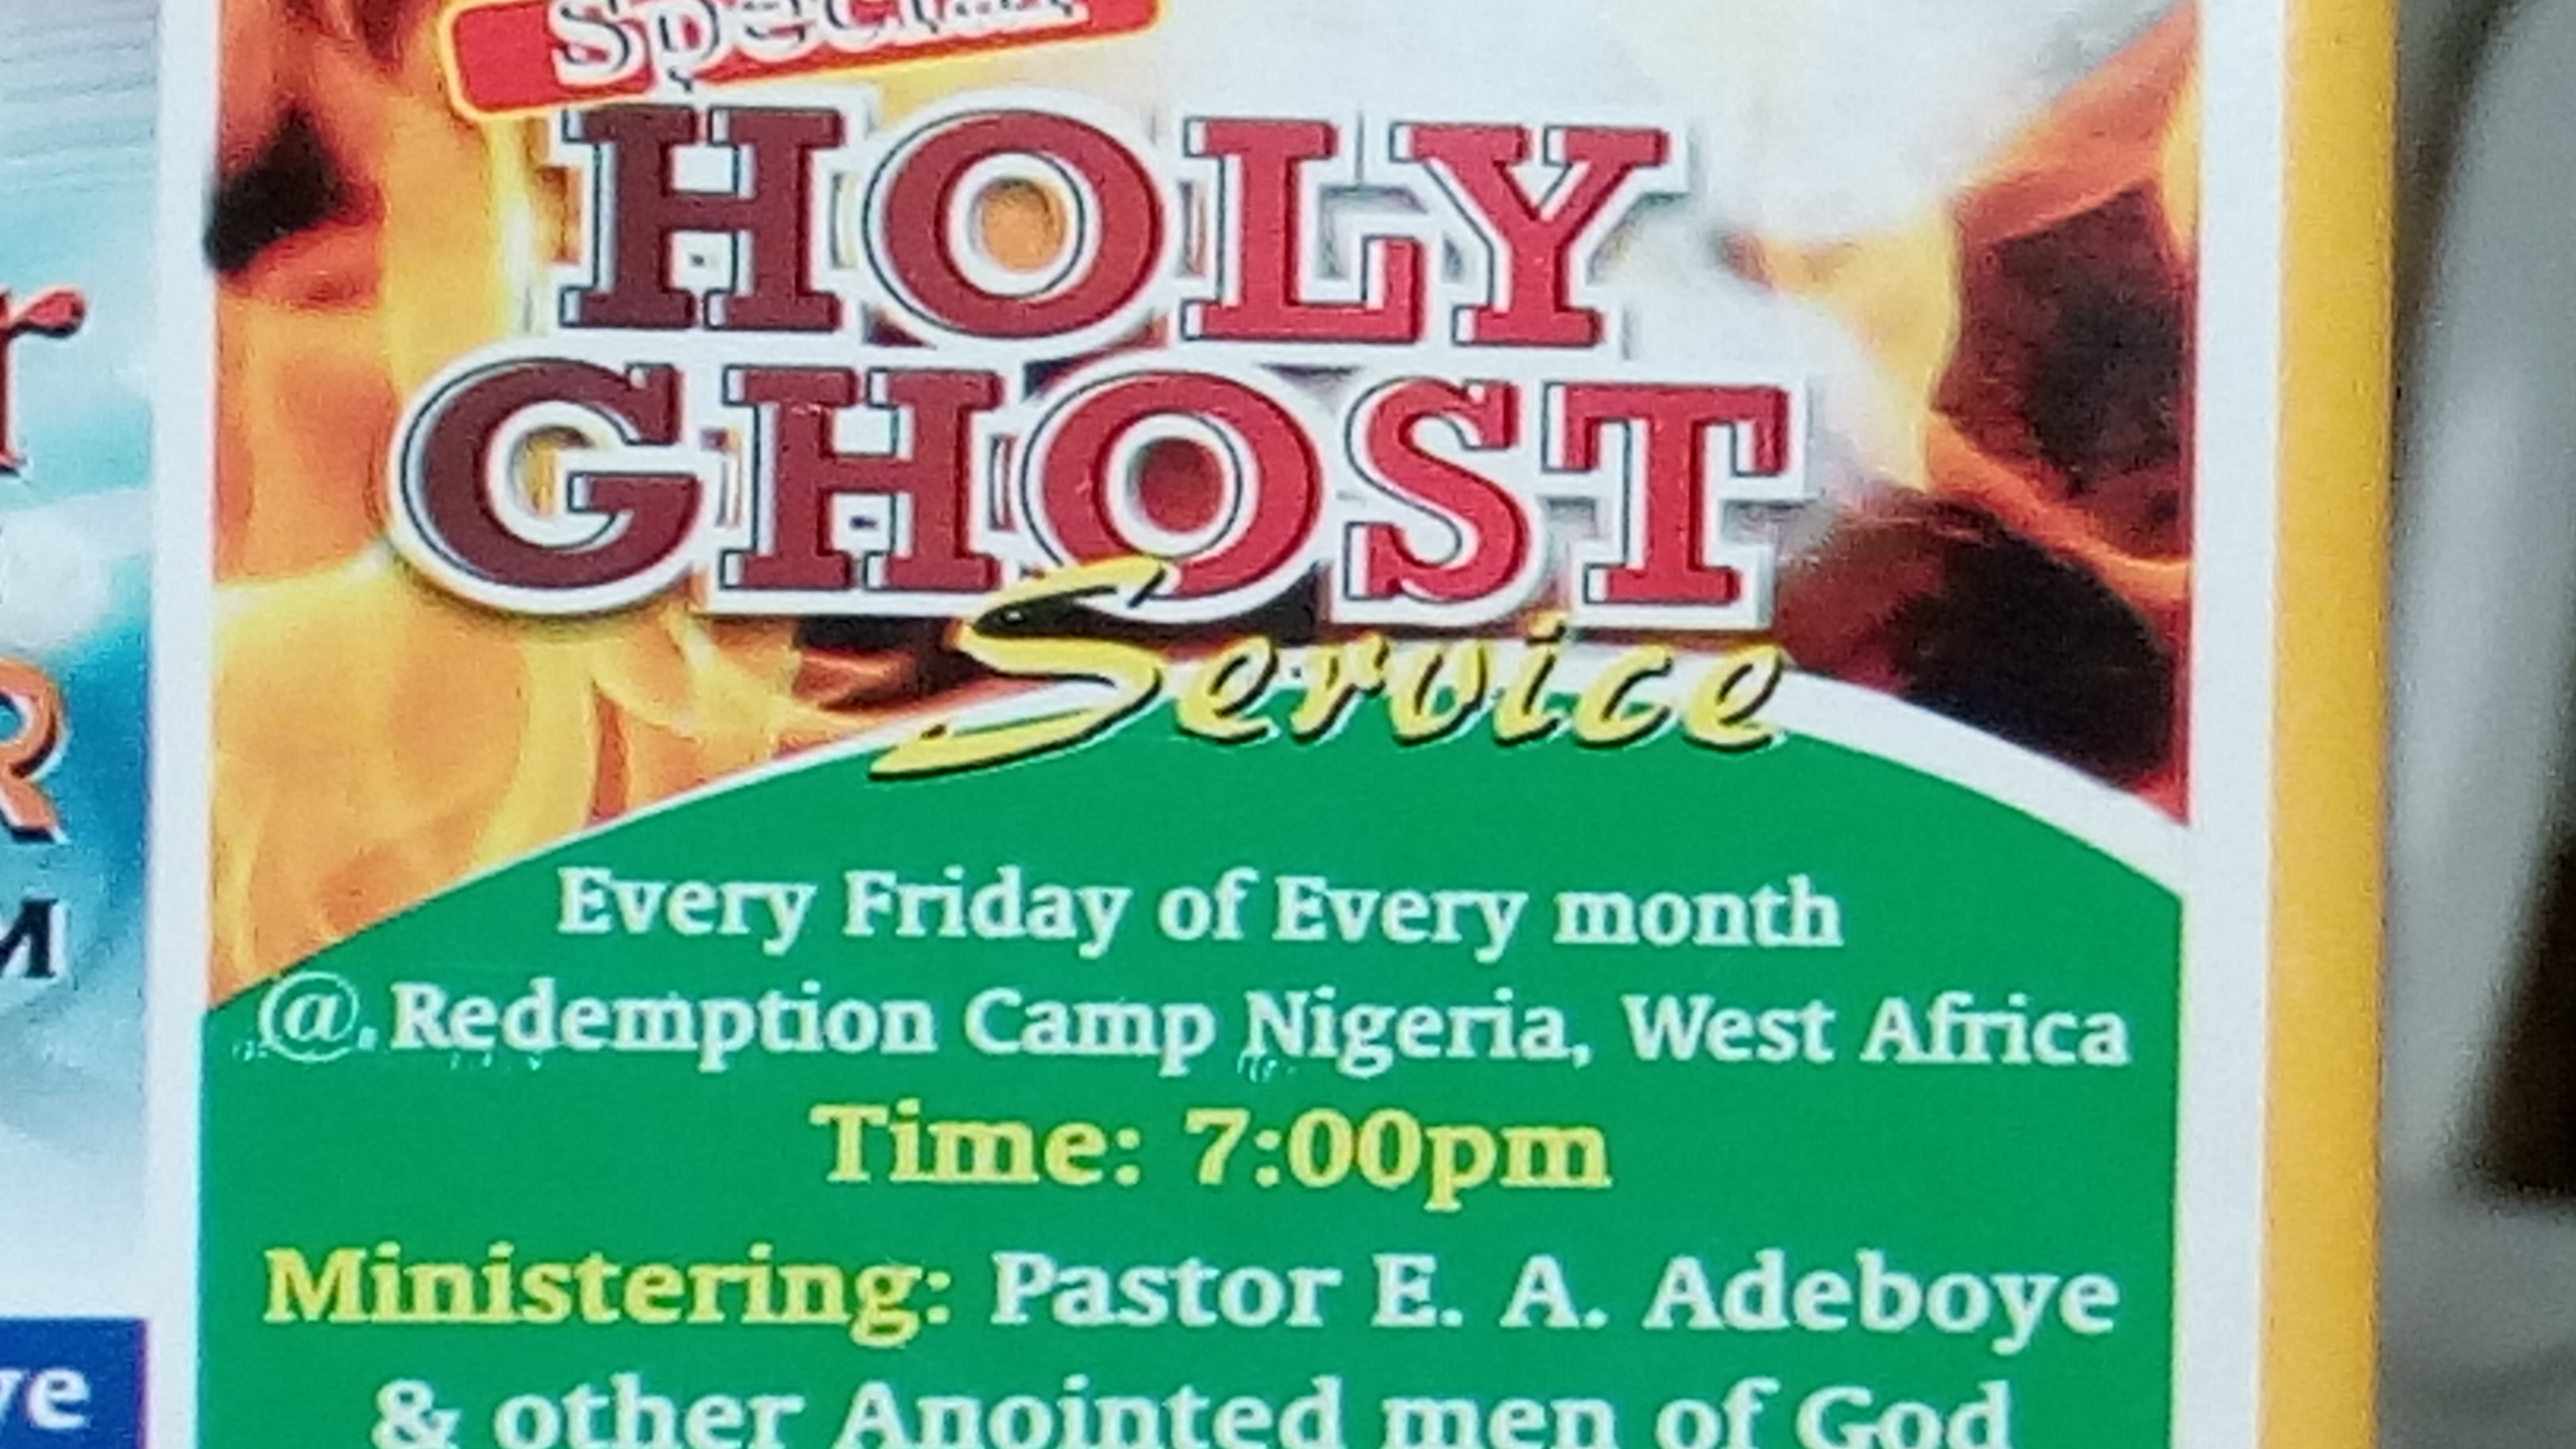 Special
HOLY
GHOST
Service
Every Friday of Every month
@ Redemption Camp Nigeria, West Africa
Time: 7:00pm
Ministering: Pastor E. A. Adeboye
& other Anointed men of God